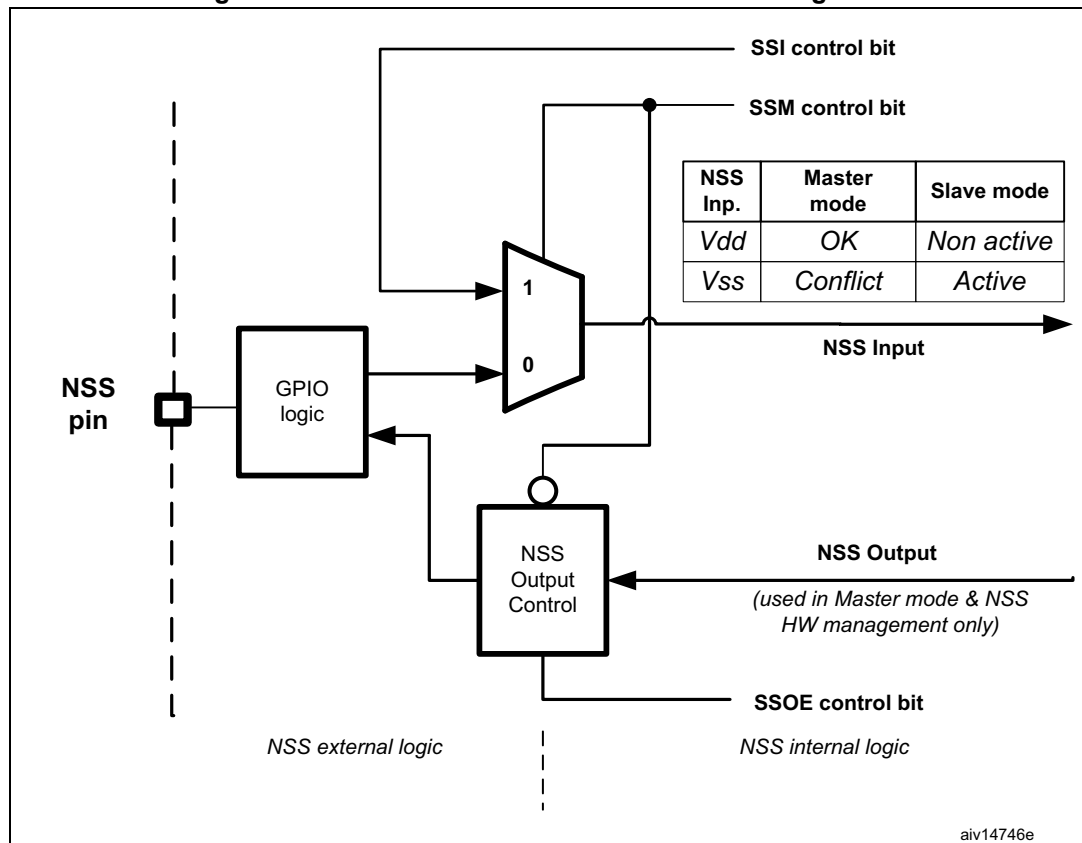 SSI control bit
SSM control bit
NSS Inp. Master mode Slave mode
Vdd OK Non active
Vss Conflict Active
1
0
NSS Input
NSS
pin
GPIO
logic
NSS
Output
Control
NSS Output
(used in Master mode & NSS
HW management only)
SSOE control bit
NSS external logic
NSS internal logic
aiv14746e